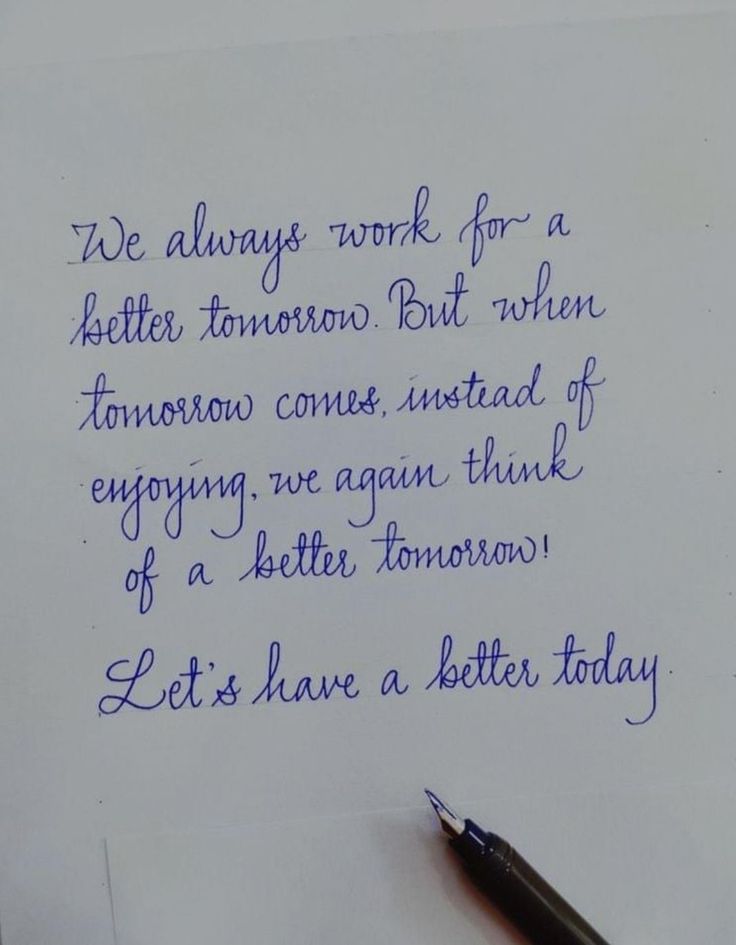 We always work for a
better tomorrow. But when
tomorrow comes, instead of
enjoying, we again think
of a better tomorrow!
Let's have a better today.